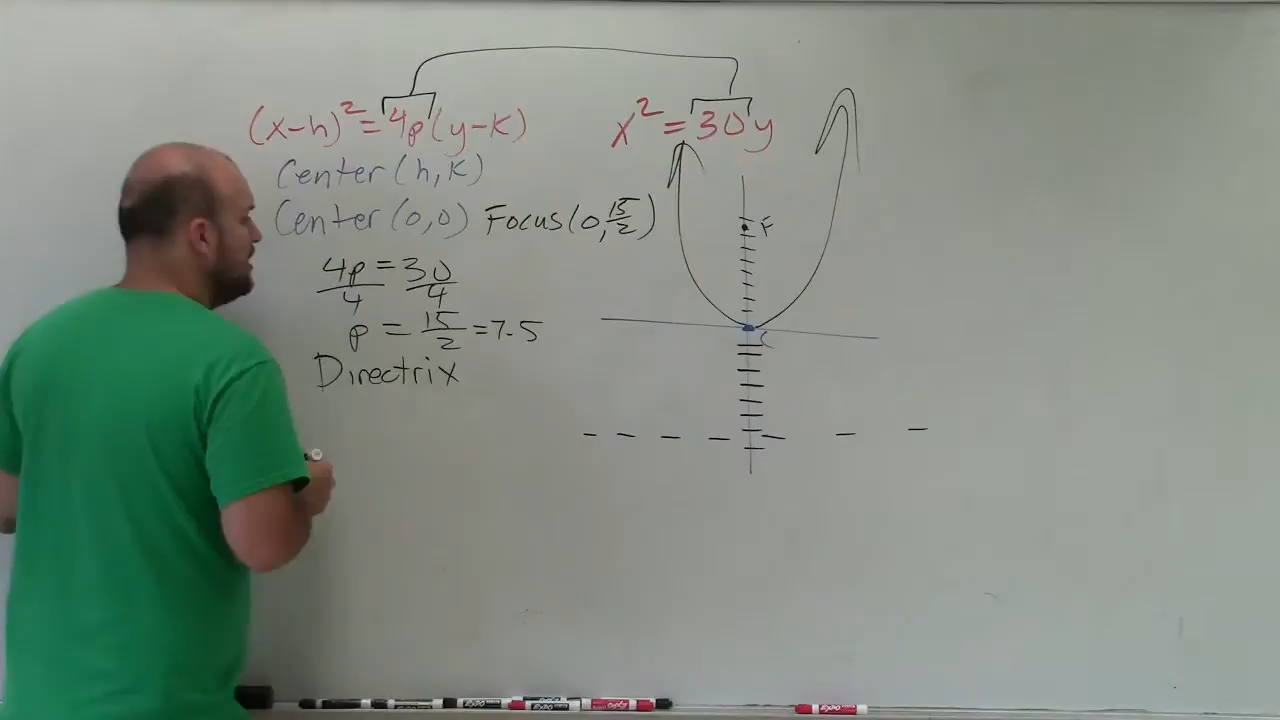 (x-h)² = 4p(y-k)
x² = 30y
Center (h,k)
Center (0,0) Focus (0, 15/2)
F
4p = 30
4 4
p = 15/2 = 7.5
C
Directrix